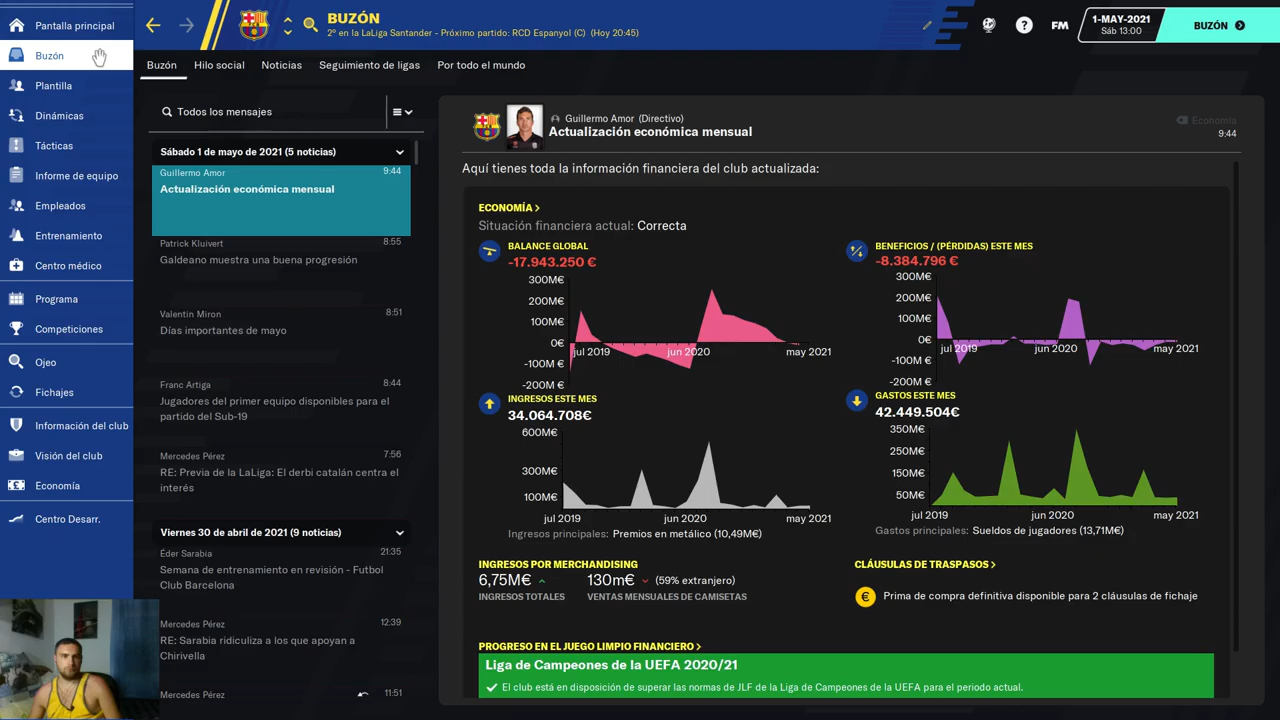 Pantalla principal
Buzón
Plantilla
Dinámicas
Tácticas
Informe de equipo
Empleados
Entrenamiento
Centro médico
Programa
Competiciones
Ojeo
Fichajes
Información del club
Visión del club
Economía
Centro Desarr.
BUZÓN
2º en la LaLiga Santander - Próximo partido: RCD Espanyol (C) (Hoy 20:45)
FM
1-MAY-2021
Sáb 13:00
BUZÓN
Buzón Hilo social Noticias Seguimiento de ligas Por todo el mundo
Todos los mensajes
Sábado 1 de mayo de 2021 (5 noticias)
Guillermo Amor 9:44
Actualización económica mensual
Patrick Kluivert 8:55
Galdeano muestra una buena progresión
Valentin Miron 8:51
Días importantes de mayo
Franc Artiga 8:44
Jugadores del primer equipo disponibles para el
partido del Sub-19
Mercedes Pérez 7:56
RE: Previa de la LaLiga: El derbi catalán centra el
interés
Viernes 30 de abril de 2021 (9 noticias)
Éder Sarabia 21:35
Semana de entrenamiento en revisión - Futbol
Club Barcelona
Mercedes Pérez 12:39
RE: Sarabia ridiculiza a los que apoyan a
Chirivella
Mercedes Pérez 11:51
Guillermo Amor (Directivo)
Actualización económica mensual
Economía
9:44
Aquí tienes toda la información financiera del club actualizada:
ECONOMÍA
Situación financiera actual: Correcta
BALANCE GLOBAL
-17.943.250 €
300M€
200M€
100M€
0€
-100M €
-200M €
jul 2019 jun 2020 may 2021
BENEFICIOS / (PÉRDIDAS) ESTE MES
-8.384.796 €
300M€
200M€
100M€
0€
-100M €
-200M €
jul 2019 jun 2020 may 2021
INGRESOS ESTE MES
34.064.708€
600M€
300M€
100M€
jul 2019 jun 2020 may 2021
Ingresos principales: Premios en metálico (10,49M€)
GASTOS ESTE MES
42.449.504€
350M€
250M€
150M€
50M€
jul 2019 jun 2020 may 2021
Gastos principales: Sueldos de jugadores (13,71M€)
INGRESOS POR MERCHANDISING
6,75M€ 130m€ (59% extranjero)
INGRESOS TOTALES VENTAS MENSUALES DE CAMISETAS
CLÁUSULAS DE TRASPASOS
Prima de compra definitiva disponible para 2 cláusulas de fichaje
PROGRESO EN EL JUEGO LIMPIO FINANCIERO
Liga de Campeones de la UEFA 2020/21
El club está en disposición de superar las normas de JLF de la Liga de Campeones de la UEFA para el periodo actual.